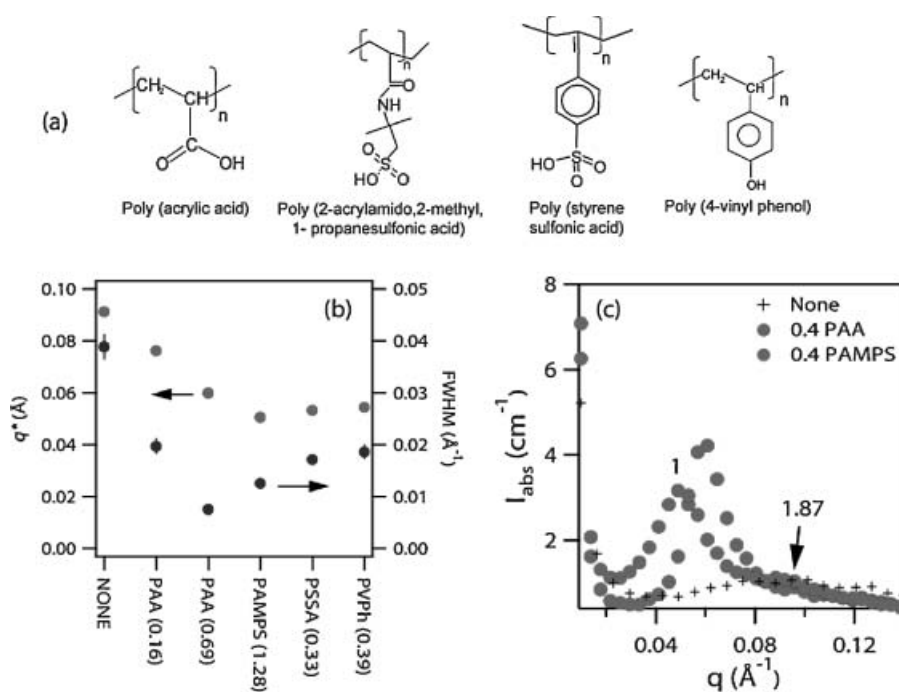 (a)
CH₂ CH n
C O OH
n O NH
HO S O O
n
HO S O O
CH₂ CH n
OH
Poly (acrylic acid)
Poly (2-acrylamido,2-methyl,
1- propanesulfonic acid)
Poly (styrene
sulfonic acid)
Poly (4-vinyl phenol)
(b)
q* (Å)
0.10
0.08
0.06
0.04
0.02
0.00
0.05
0.04
0.03
0.02
0.01
0.00
FWHM (Å⁻¹)
NONE
PAA (0.16)
PAA (0.69)
PAMPS (1.28)
PSSA (0.33)
PVPh (0.39)
(c)
+ None
0.4 PAA
0.4 PAMPS
I_abs (cm⁻¹)
8
6
4
2
1
1.87
0.04
0.08
0.12
q (Å⁻¹)